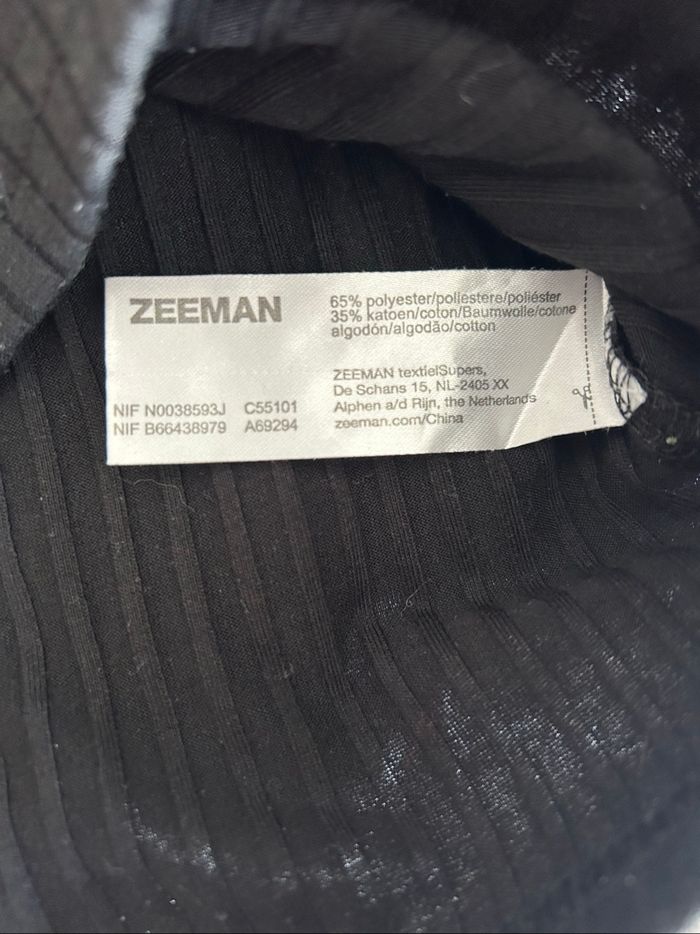 ZEEMAN
65% polyester/poliestere/poliéster
35% katoen/coton/Baumwolle/cotone
algodón/algodão/cotton
ZEEMAN textielSupers,
De Schans 15, NL-2405 XX
Alphen a/d Rijn, the Netherlands
zeeman.com/China
NIF N0038593J C55101
NIF B66438979 A69294